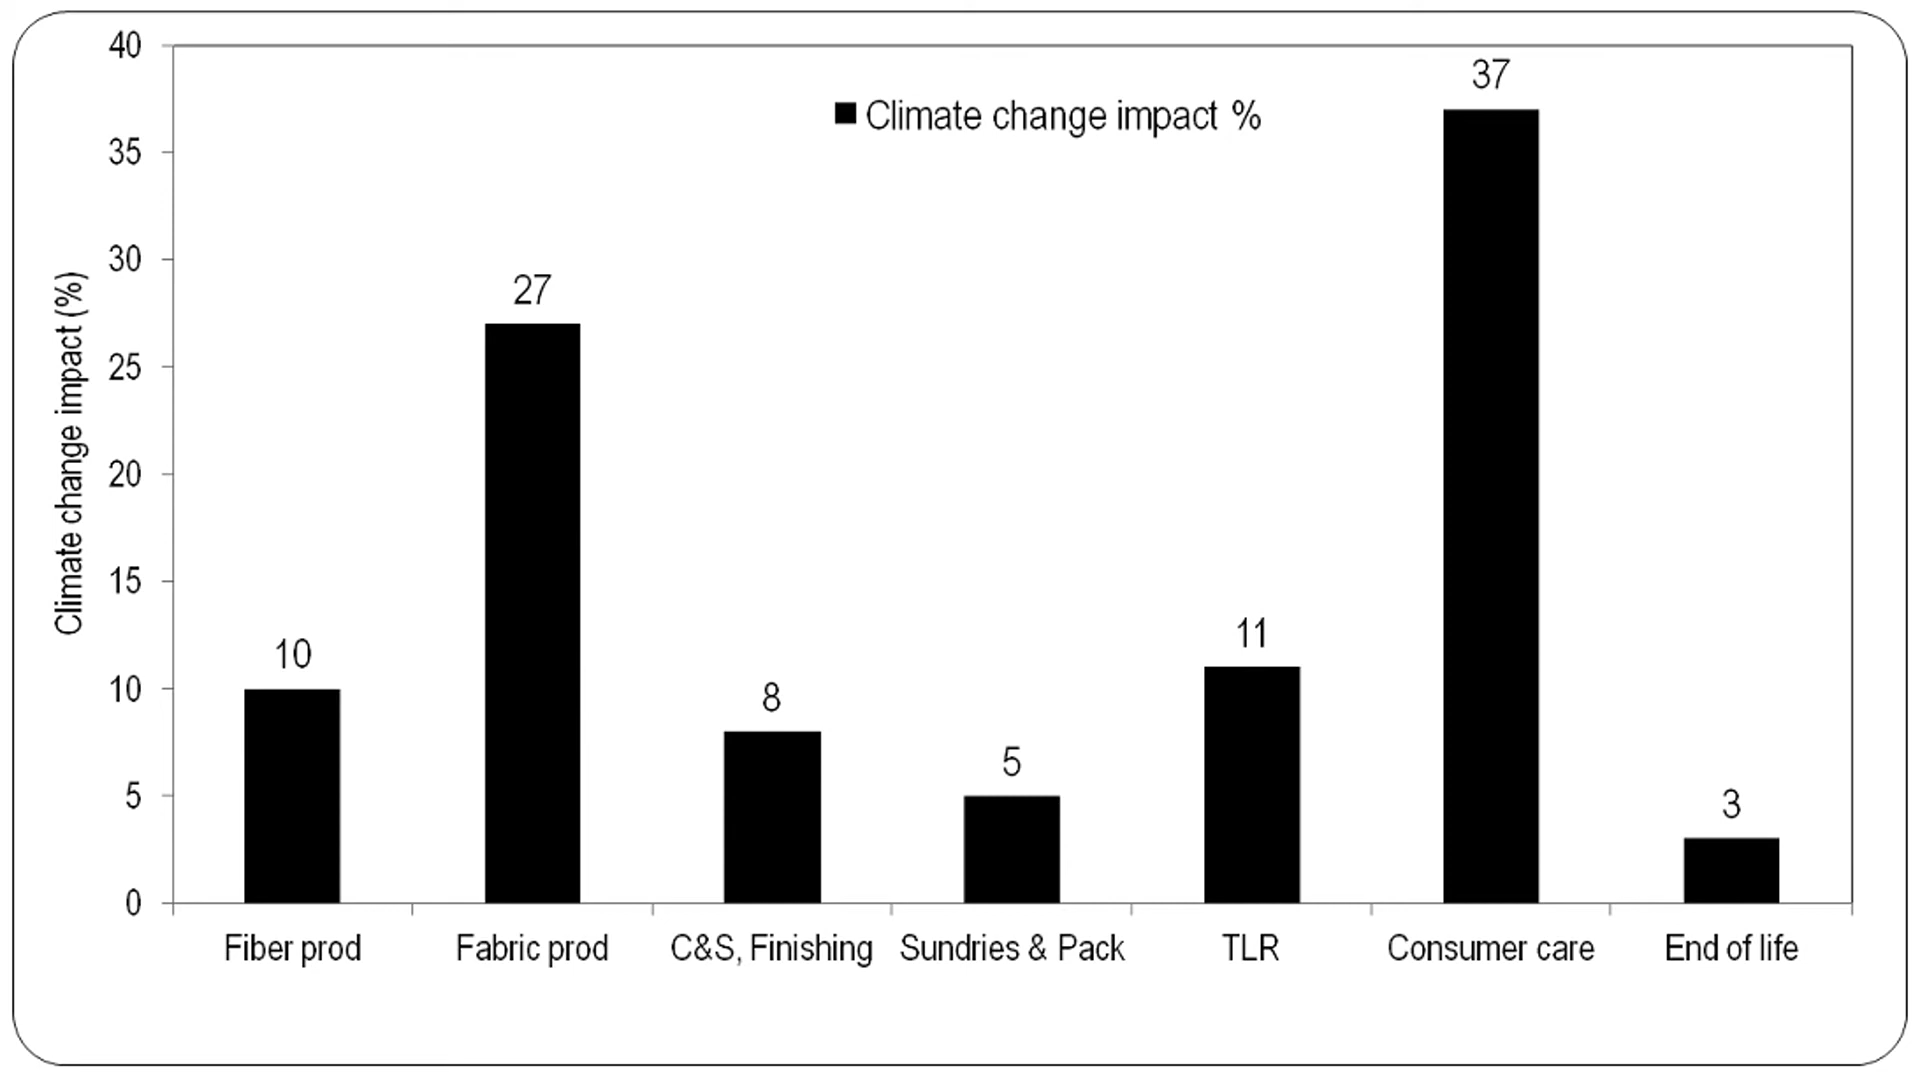 Climate change impact %
Climate change impact (%)
40
35
30
25
20
15
10
5
0
10
27
8
5
11
37
3
Fiber prod
Fabric prod
C&S, Finishing
Sundries & Pack
TLR
Consumer care
End of life